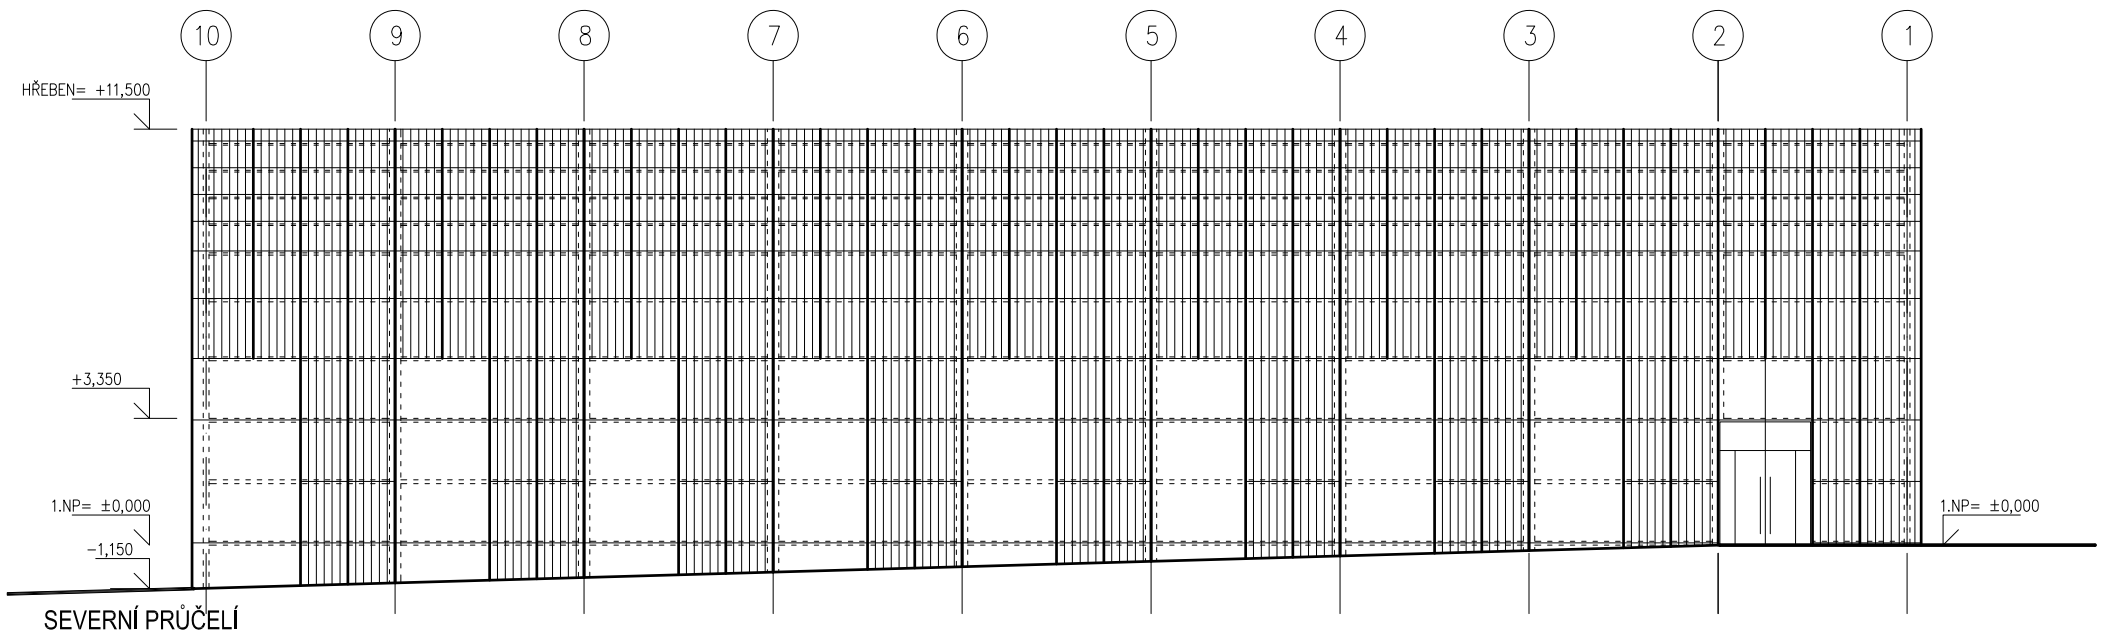 10 9 8 7 6 5 4 3 2 1
HŘEBEN= +11,500
+3,350
1.NP= ±0,000
1.NP= ±0,000
-1,150
SEVERNÍ PRŮČELÍ